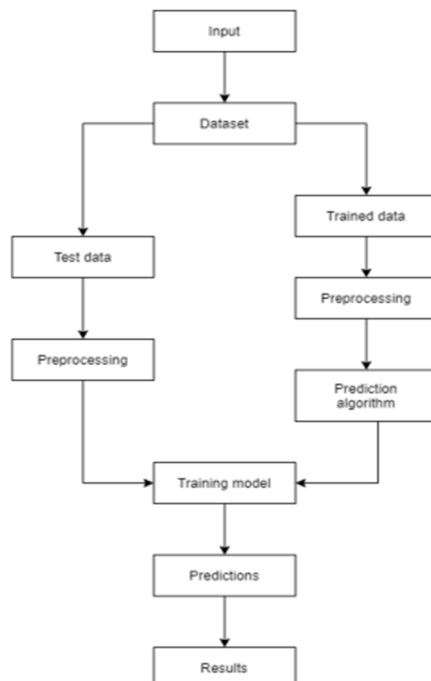 Input
Dataset
Trained data
Test data
Preprocessing
Preprocessing
Prediction
algorithm
Training model
Predictions
Results